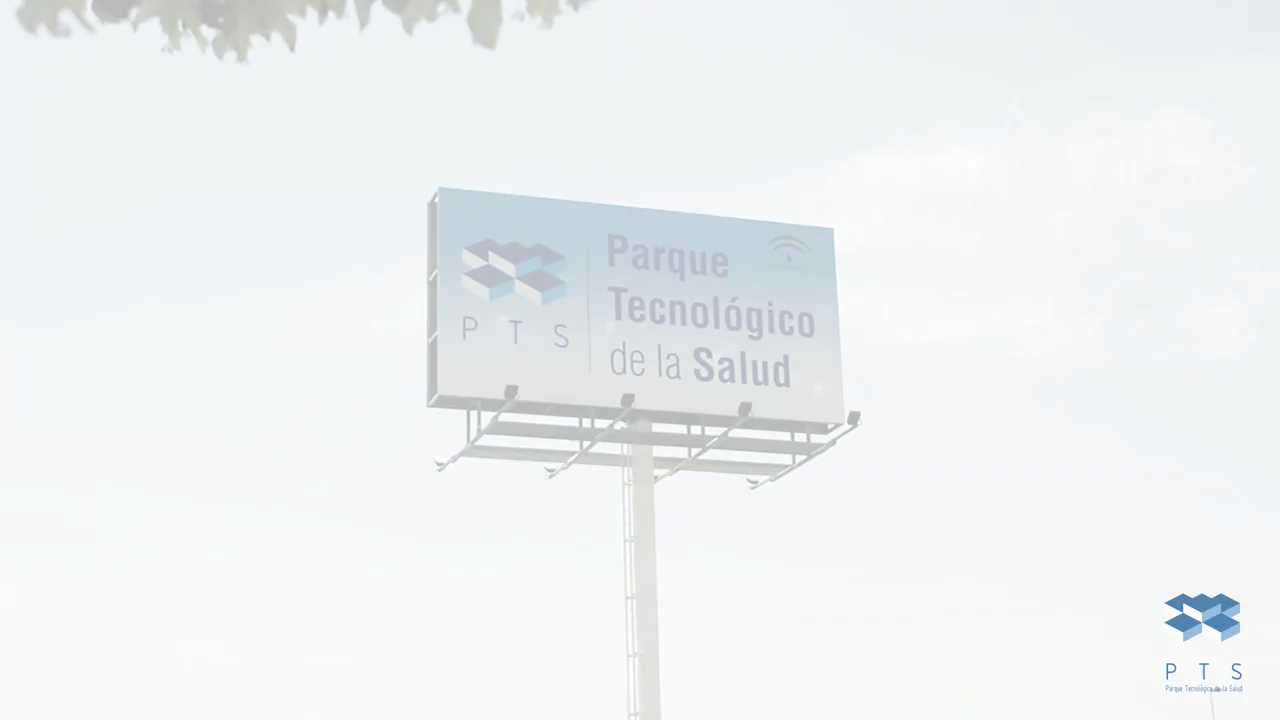 Parque
Tecnológico
de la Salud
P T S
P T S
Parque Tecnológico de la Salud